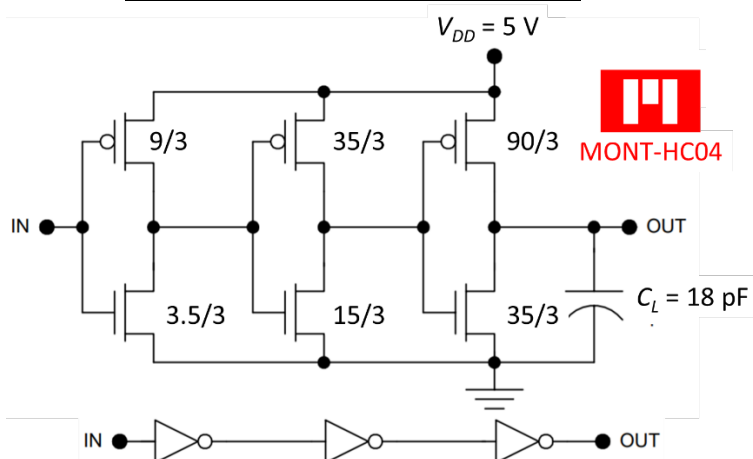 V_DD = 5 V
9/3
35/3
90/3
MONT-HC04
IN
OUT
3.5/3
15/3
35/3
C_L = 18 pF
IN
OUT